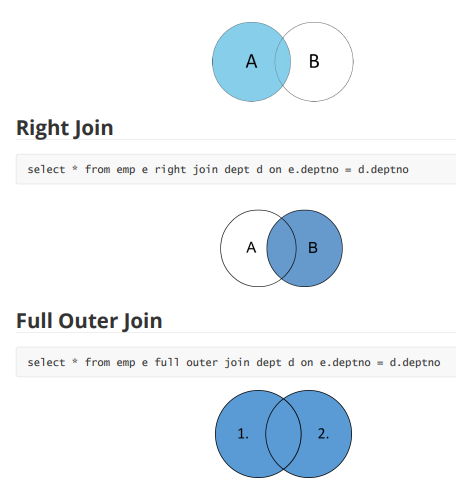 A B
Right Join
select * from emp e right join dept d on e.deptno = d.deptno
A B
Full Outer Join
select * from emp e full outer join dept d on e.deptno = d.deptno
1. 2.